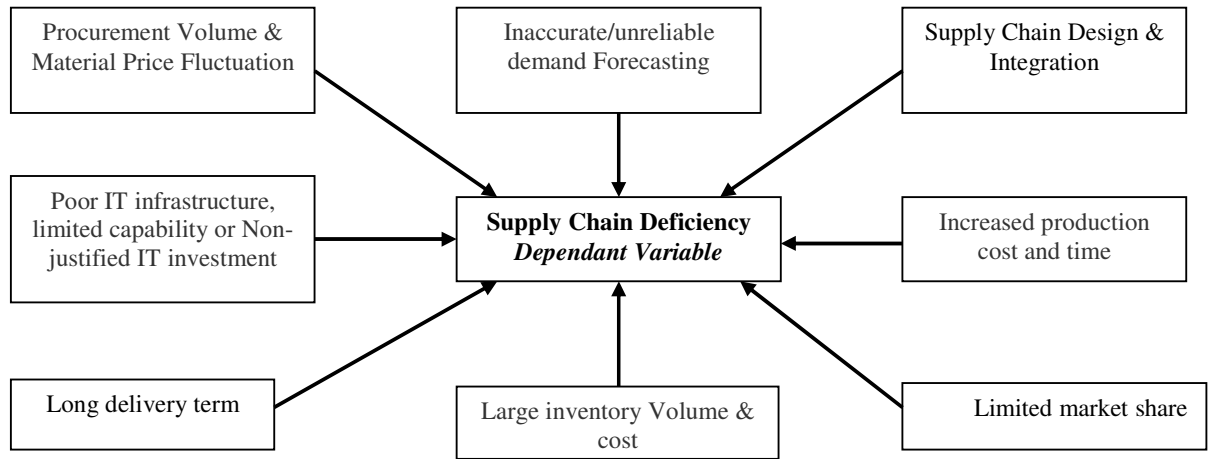 Procurement Volume &
Material Price Fluctuation
Inaccurate/unreliable
demand Forecasting
Supply Chain Design &
Integration
Poor IT infrastructure,
limited capability or Non-
justified IT investment
Supply Chain Deficiency
Dependant Variable
Increased production
cost and time
Long delivery term
Large inventory Volume &
cost
Limited market share